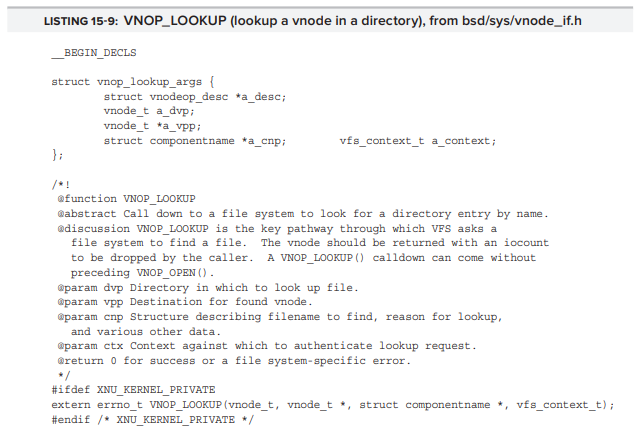 LISTING 15-9: VNOP_LOOKUP (lookup a vnode in a directory), from bsd/sys/vnode_if.h
__BEGIN_DECLS
struct vnop_lookup_args {
struct vnodeop_desc *a_desc;
vnode_t a_dvp;
vnode_t *a_vpp;
struct componentname *a_cnp; vfs_context_t a_context;
};
/*!
@function VNOP_LOOKUP
@abstract Call down to a file system to look for a directory entry by name.
@discussion VNOP_LOOKUP is the key pathway through which VFS asks a
file system to find a file. The vnode should be returned with an iocount
to be dropped by the caller. A VNOP_LOOKUP() calldown can come without
preceding VNOP_OPEN().
@param dvp Directory in which to look up file.
@param vpp Destination for found vnode.
@param cnp Structure describing filename to find, reason for lookup,
and various other data.
@param ctx Context against which to authenticate lookup request.
@return 0 for success or a file system-specific error.
*/
#ifdef XNU_KERNEL_PRIVATE
extern errno_t VNOP_LOOKUP(vnode_t, vnode_t *, struct componentname *, vfs_context_t);
#endif /* XNU_KERNEL_PRIVATE */